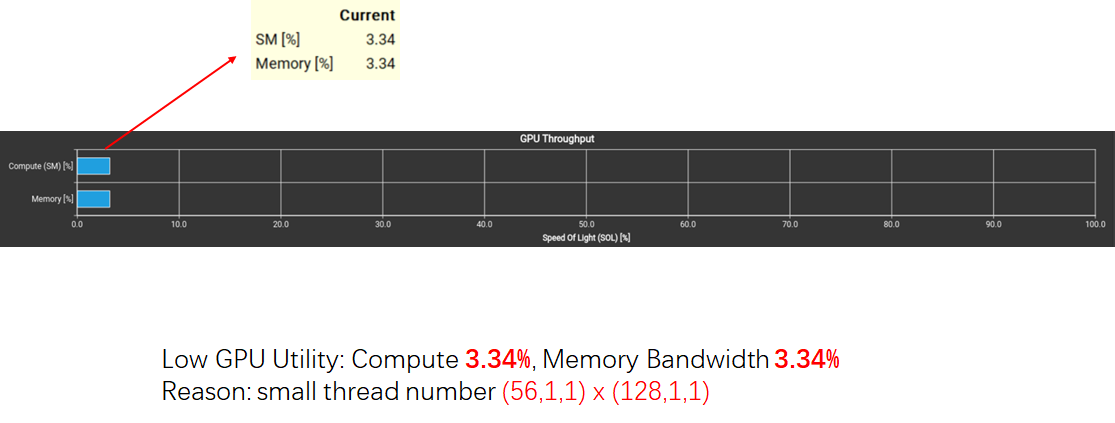 Current
SM [%] 3.34
Memory [%] 3.34
GPU Throughput
Compute (SM) [%]
Memory [%]
0.0 10.0 20.0 30.0 40.0 50.0 60.0 70.0 80.0 90.0 100.0
Speed Of Light (SOL) [%]
Low GPU Utility: Compute 3.34%, Memory Bandwidth 3.34%
Reason: small thread number (56,1,1) x (128,1,1)